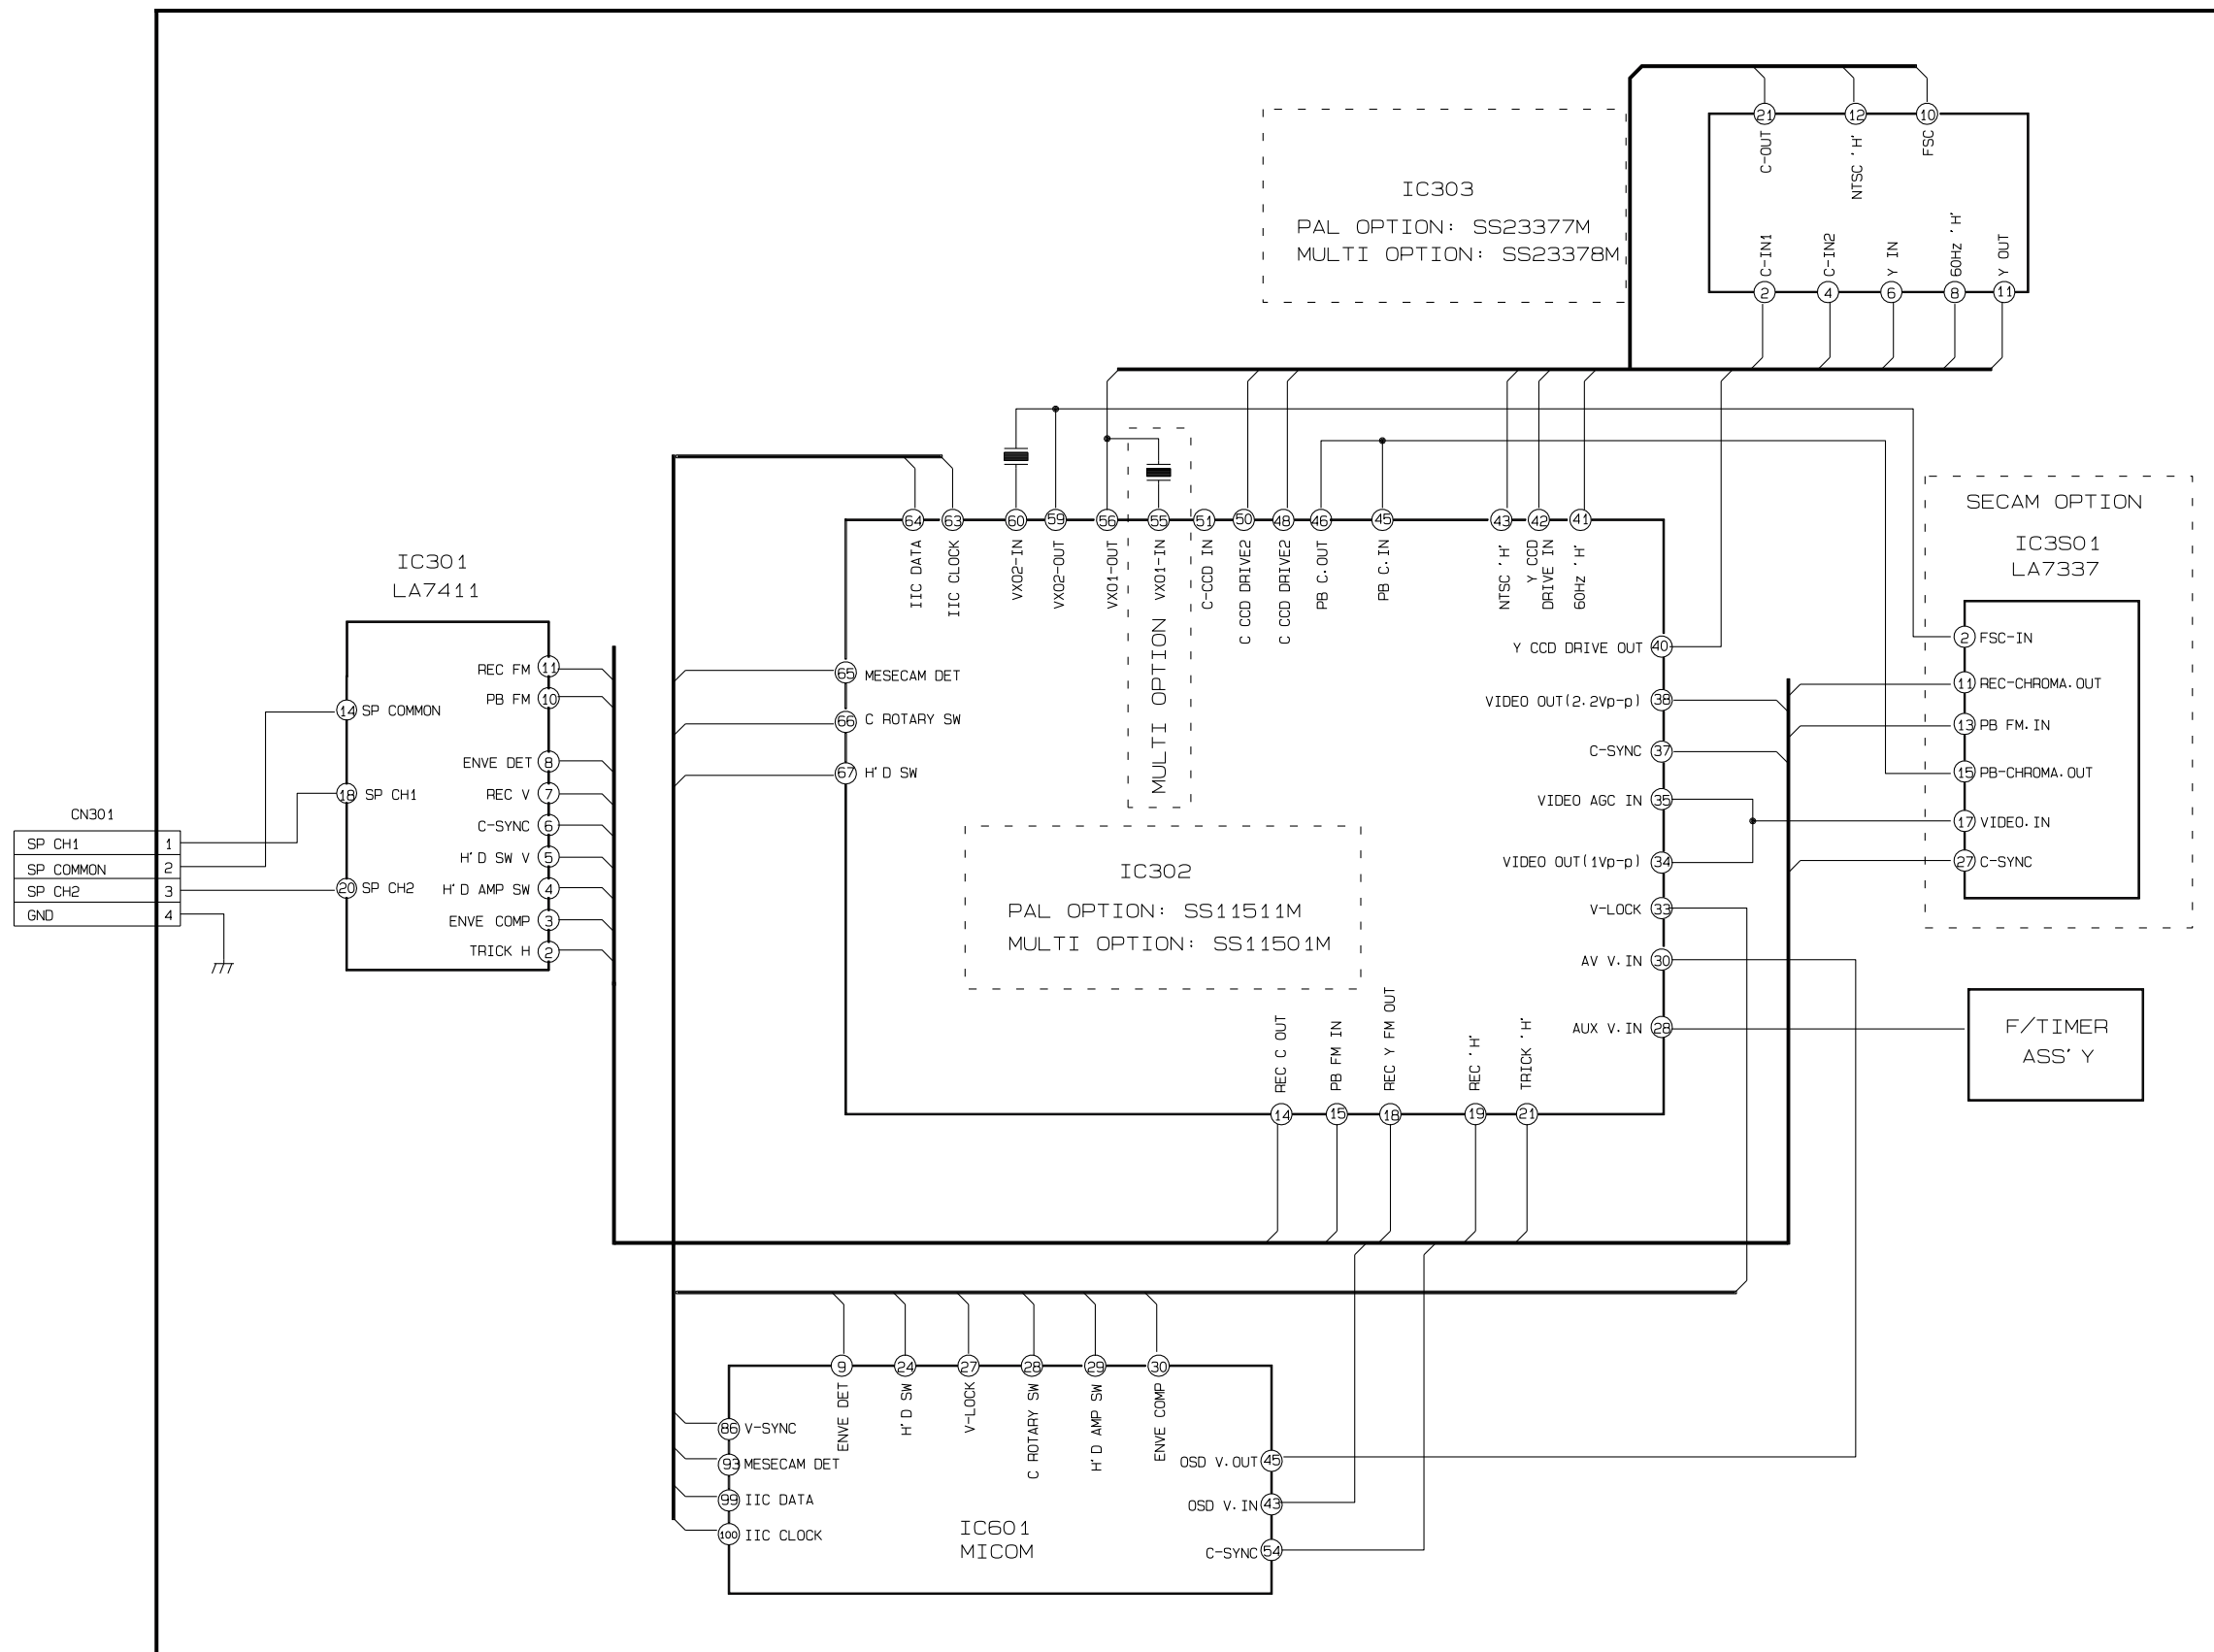 21
12
10
C-OUT
NTSC 'H'
FSC
IC303
PAL OPTION: SS23377M
MULTI OPTION: SS23378M
C-IN1
C-IN2
Y IN
60Hz 'H'
Y OUT
2
4
6
8
11
SECAM OPTION
IC3S01
LA7337
2 FSC-IN
11 REC-CHROMA.OUT
13 PB FM.IN
15 PB-CHROMA.OUT
17 VIDEO.IN
27 C-SYNC
64
63
60
59
56
55
51
50
48
46
45
43
42
41
IIC DATA
IIC CLOCK
VXO2-IN
VXO2-OUT
VXO1-OUT
VXO1-IN
C-CCD IN
C CCD DRIVE2
C CCD DRIVE2
PB C.OUT
PB C.IN
NTSC 'H'
Y CCD
DRIVE IN
60Hz 'H'
MULTI OPTION
IC301
LA7411
REC FM 11
PB FM 10
14 SP COMMON
ENVE DET 8
REC V 7
18 SP CH1
C-SYNC 6
H'D SW V 5
20 SP CH2
H'D AMP SW 4
ENVE COMP 3
TRICK H 2
CN301
SP CH1 1
SP COMMON 2
SP CH2 3
GND 4
65 MESECAM DET
66 C ROTARY SW
67 H'D SW
Y CCD DRIVE OUT 40
VIDEO OUT(2.2Vp-p) 38
C-SYNC 37
VIDEO AGC IN 35
VIDEO OUT(1Vp-p) 34
V-LOCK 33
AV V.IN 30
AUX V.IN 28
IC302
PAL OPTION: SS11511M
MULTI OPTION: SS11501M
F/TIMER
ASS'Y
REC C OUT
PB FM IN
REC Y FM OUT
REC 'H'
TRICK 'H'
14
15
18
19
21
9
24
27
28
29
30
ENVE DET
H'D SW
V-LOCK
C ROTARY SW
H'D AMP SW
ENVE COMP
86 V-SYNC
93 MESECAM DET
99 IIC DATA
100 IIC CLOCK
OSD V.OUT 45
OSD V.IN 43
C-SYNC 54
IC601
MICOM